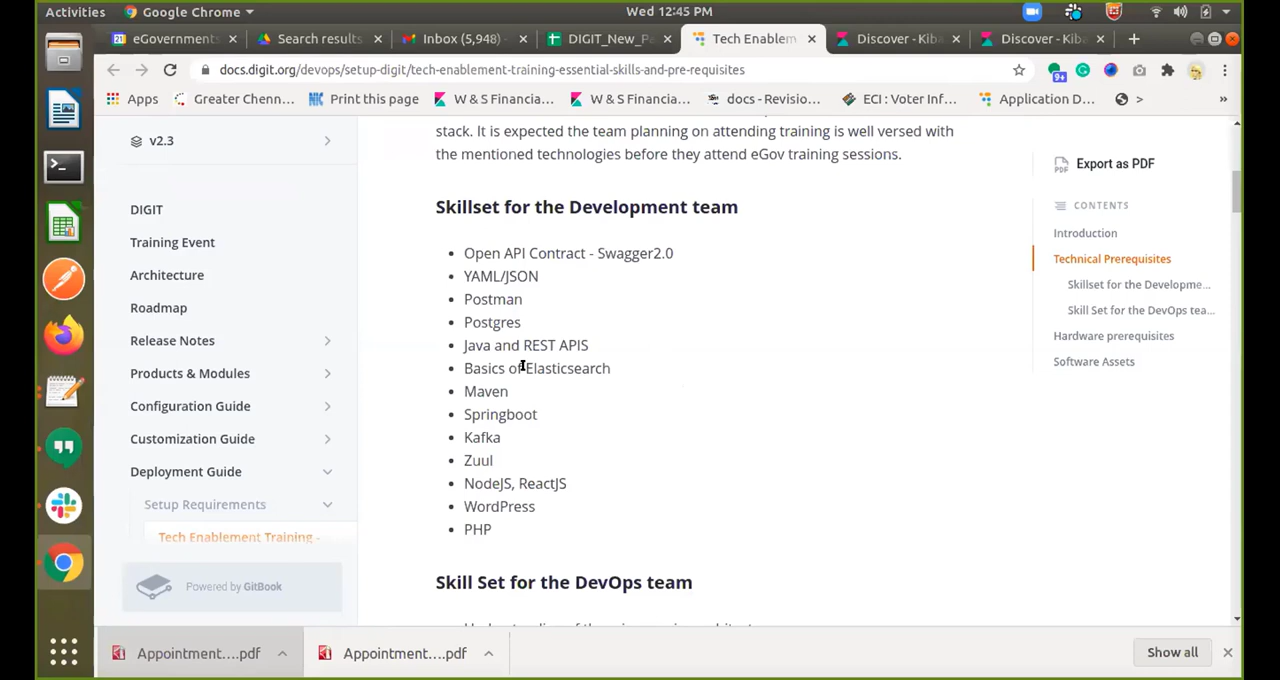 Activities
Google Chrome
Wed 12:45 PM
eGovernments
Search results
Inbox (5,948) -
DIGIT_New_Pa
Tech Enablem
Discover - Kiba
Discover - Kiba
docs.digit.org/devops/setup-digit/tech-enablement-training-essential-skills-and-pre-requisites
9+
Apps
Greater Chenn...
Print this page
W & S Financia...
W & S Financia...
docs - Revisio...
ECI : Voter Inf...
Application D...
>
»
v2.3
DIGIT
Training Event
Architecture
Roadmap
Release Notes
Products & Modules
Configuration Guide
Customization Guide
Deployment Guide
Setup Requirements
Tech Enablement Training -
Powered by GitBook
stack. It is expected the team planning on attending training is well versed with
the mentioned technologies before they attend eGov training sessions.
Skillset for the Development team
• Open API Contract - Swagger2.0
• YAML/JSON
• Postman
• Postgres
• Java and REST APIS
• Basics of Elasticsearch
• Maven
• Springboot
• Kafka
• Zuul
• NodeJS, ReactJS
• WordPress
• PHP
Skill Set for the DevOps team
PDF
Export as PDF
CONTENTS
Introduction
Technical Prerequisites
Skillset for the Developme...
Skill Set for the DevOps tea...
Hardware prerequisites
Software Assets
Appointment....pdf
Appointment....pdf
Show all